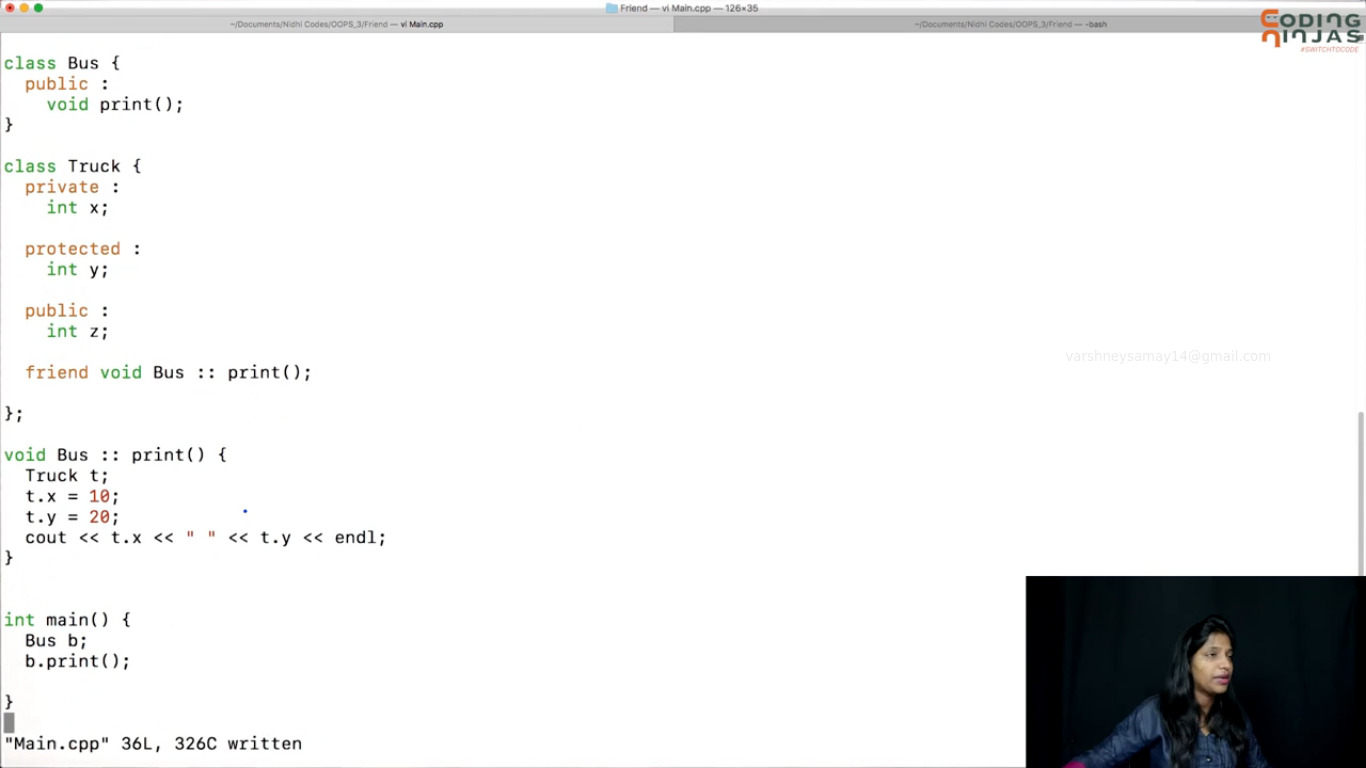 Friend — vi Main.cpp — 126×35
~/Documents/Nidhi Codes/OOPS_3/Friend — vi Main.cpp
~/Documents/Nidhi Codes/OOPS_3/Friend — -bash
CODING
NINJAS
#SWITCHTOCODE
class Bus {
  public :
    void print();
}
class Truck {
  private :
    int x;
  protected :
    int y;
  public :
    int z;
varshneysamay14@gmail.com
  friend void Bus :: print();
};
void Bus :: print() {
  Truck t;
  t.x = 10;
  t.y = 20;
  cout << t.x << " " << t.y << endl;
}
int main() {
  Bus b;
  b.print();
}
"Main.cpp" 36L, 326C written